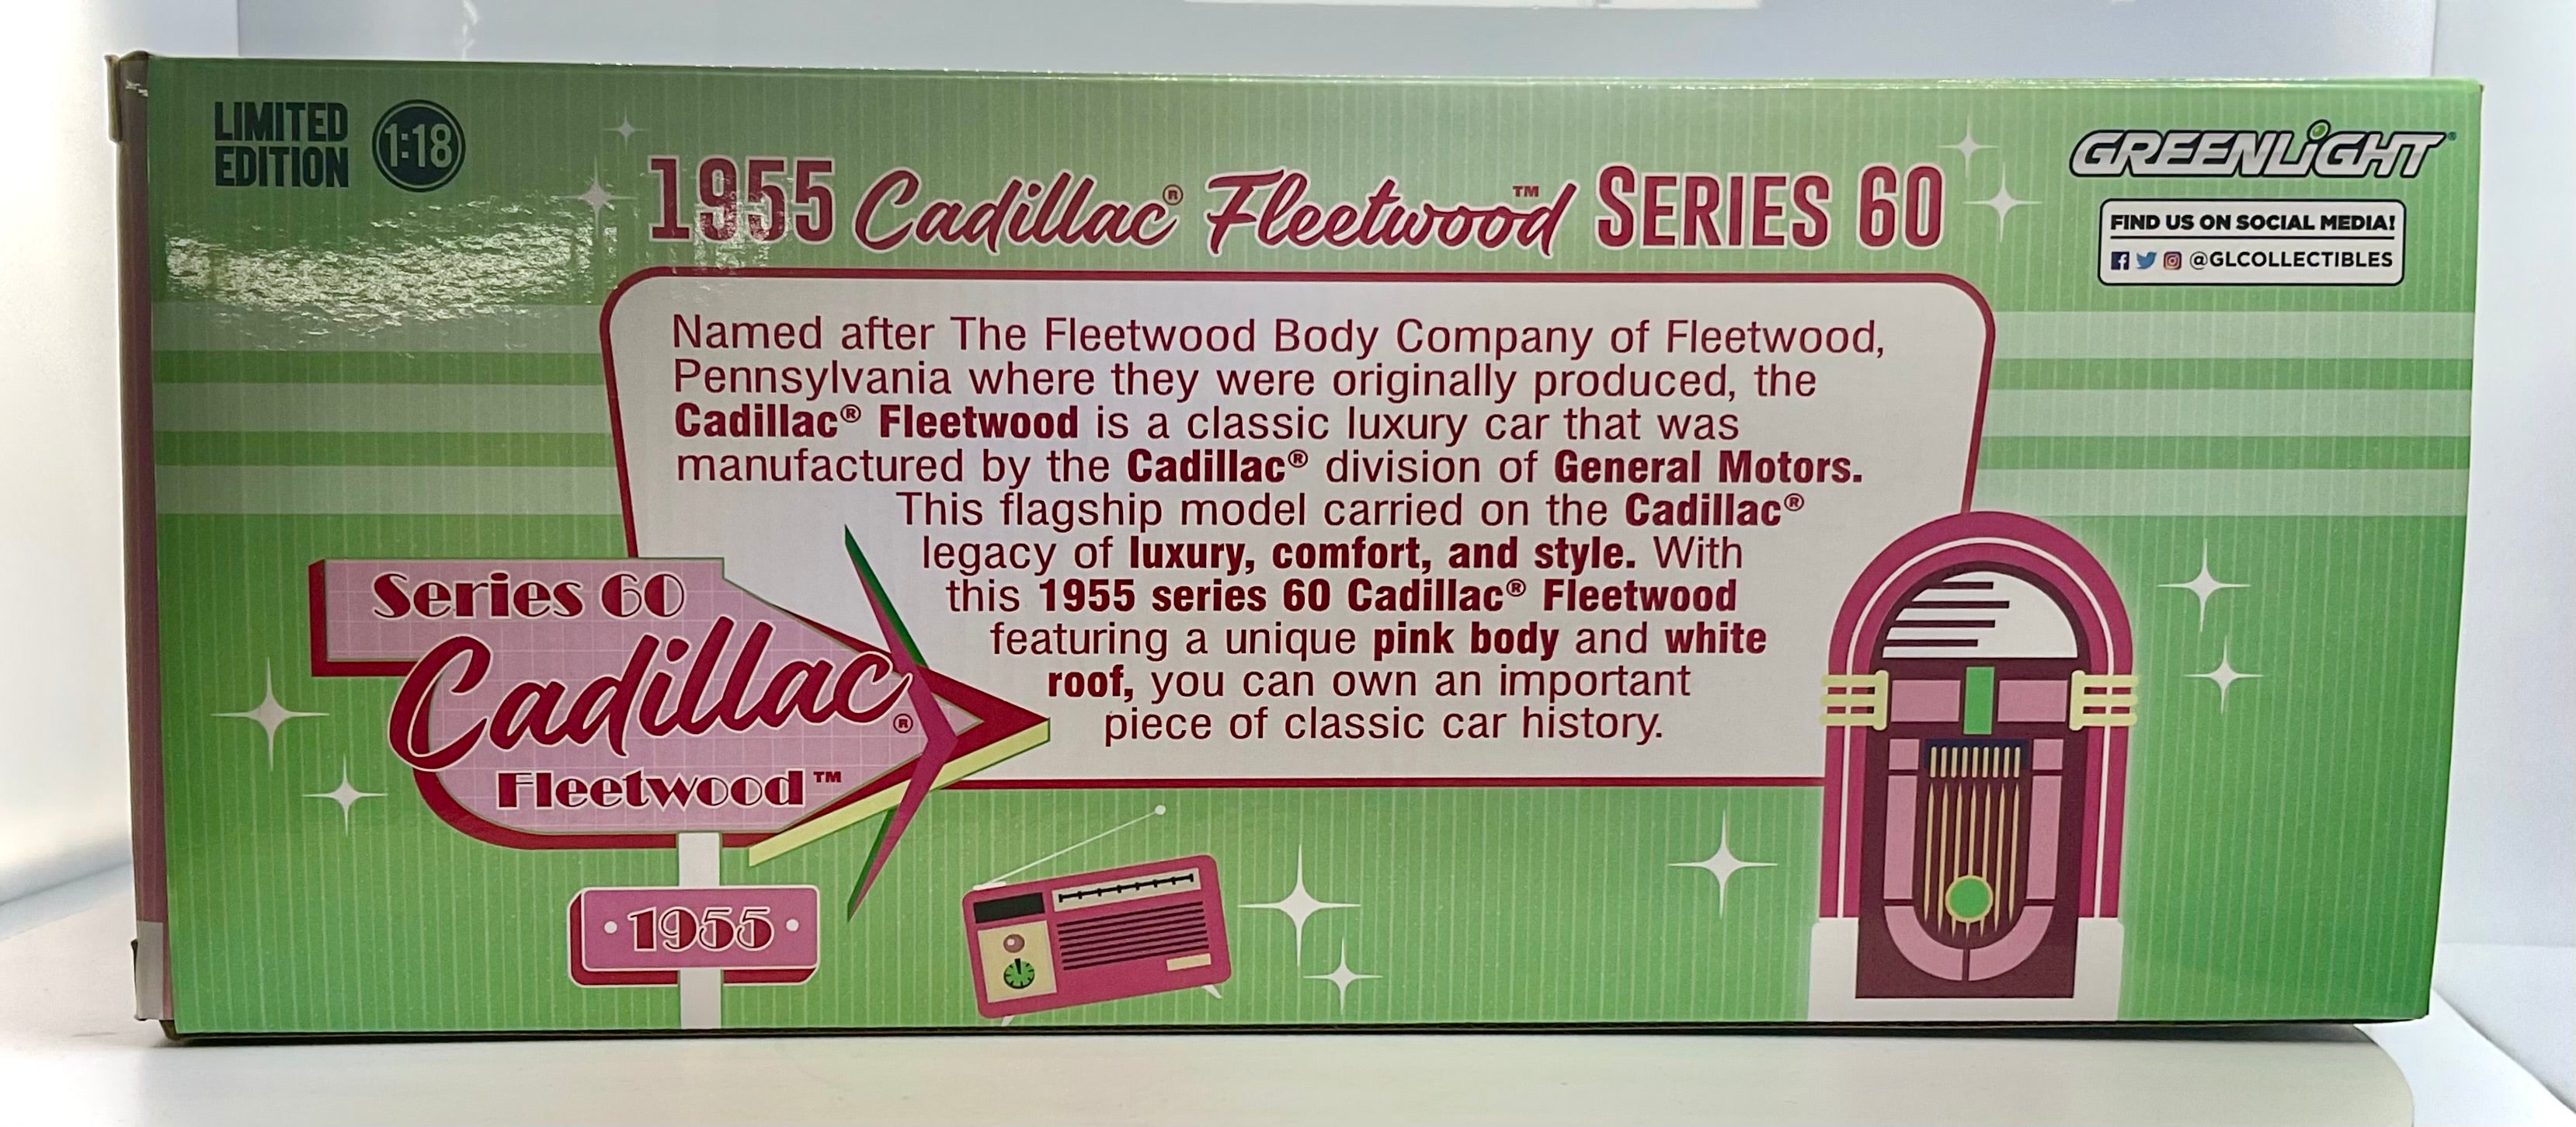 LIMITED
EDITION
1:18
1955 Cadillac® Fleetwood™ SERIES 60
GREENLiGHT®
FIND US ON SOCIAL MEDIA!
@GLCOLLECTIBLES
Named after The Fleetwood Body Company of Fleetwood,
Pennsylvania where they were originally produced, the
Cadillac® Fleetwood is a classic luxury car that was
manufactured by the Cadillac® division of General Motors.
This flagship model carried on the Cadillac®
legacy of luxury, comfort, and style. With
this 1955 series 60 Cadillac® Fleetwood
featuring a unique pink body and white
roof, you can own an important
piece of classic car history.
Series 60
Cadillac®
Fleetwood™
1955